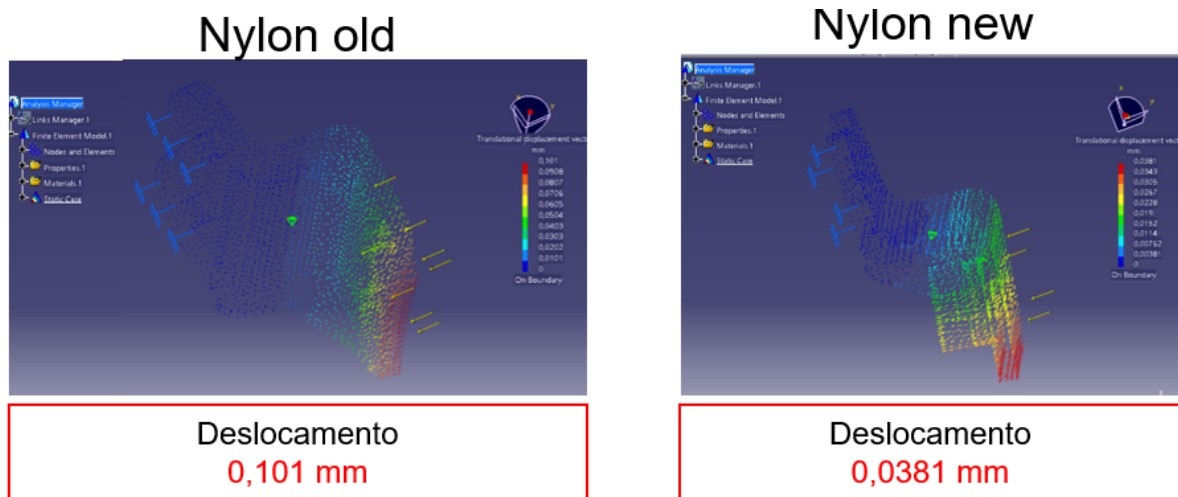 Nylon old
Analysis Manager
Links Manager.1
Finite Element Model.1
Nodes and Elements
Properties.1
Materials.1
Static Case
x
y
Translational displacement vect
mm
0,101
0,0908
0,0807
0,0706
0,0605
0,0504
0,0403
0,0303
0,0202
0,0101
0
On Boundary
Deslocamento
0,101 mm
Nylon new
Analysis Manager
Links Manager.1
Finite Element Model.1
Nodes and Elements
Properties.1
Materials.1
Static Case
x
y
Translational displacement vect
mm
0,0381
0,0343
0,0305
0,0267
0,0228
0,019
0,0152
0,0114
0,00762
0,00381
0
On Boundary
Deslocamento
0,0381 mm